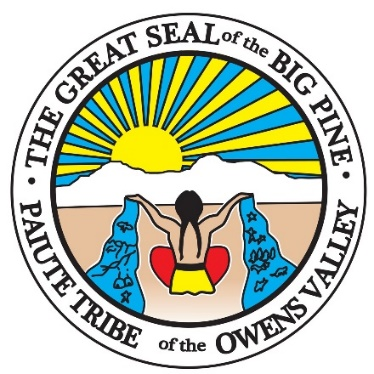 THE GREAT SEAL of the BIG PINE
PAIUTE TRIBE of the OWENS VALLEY